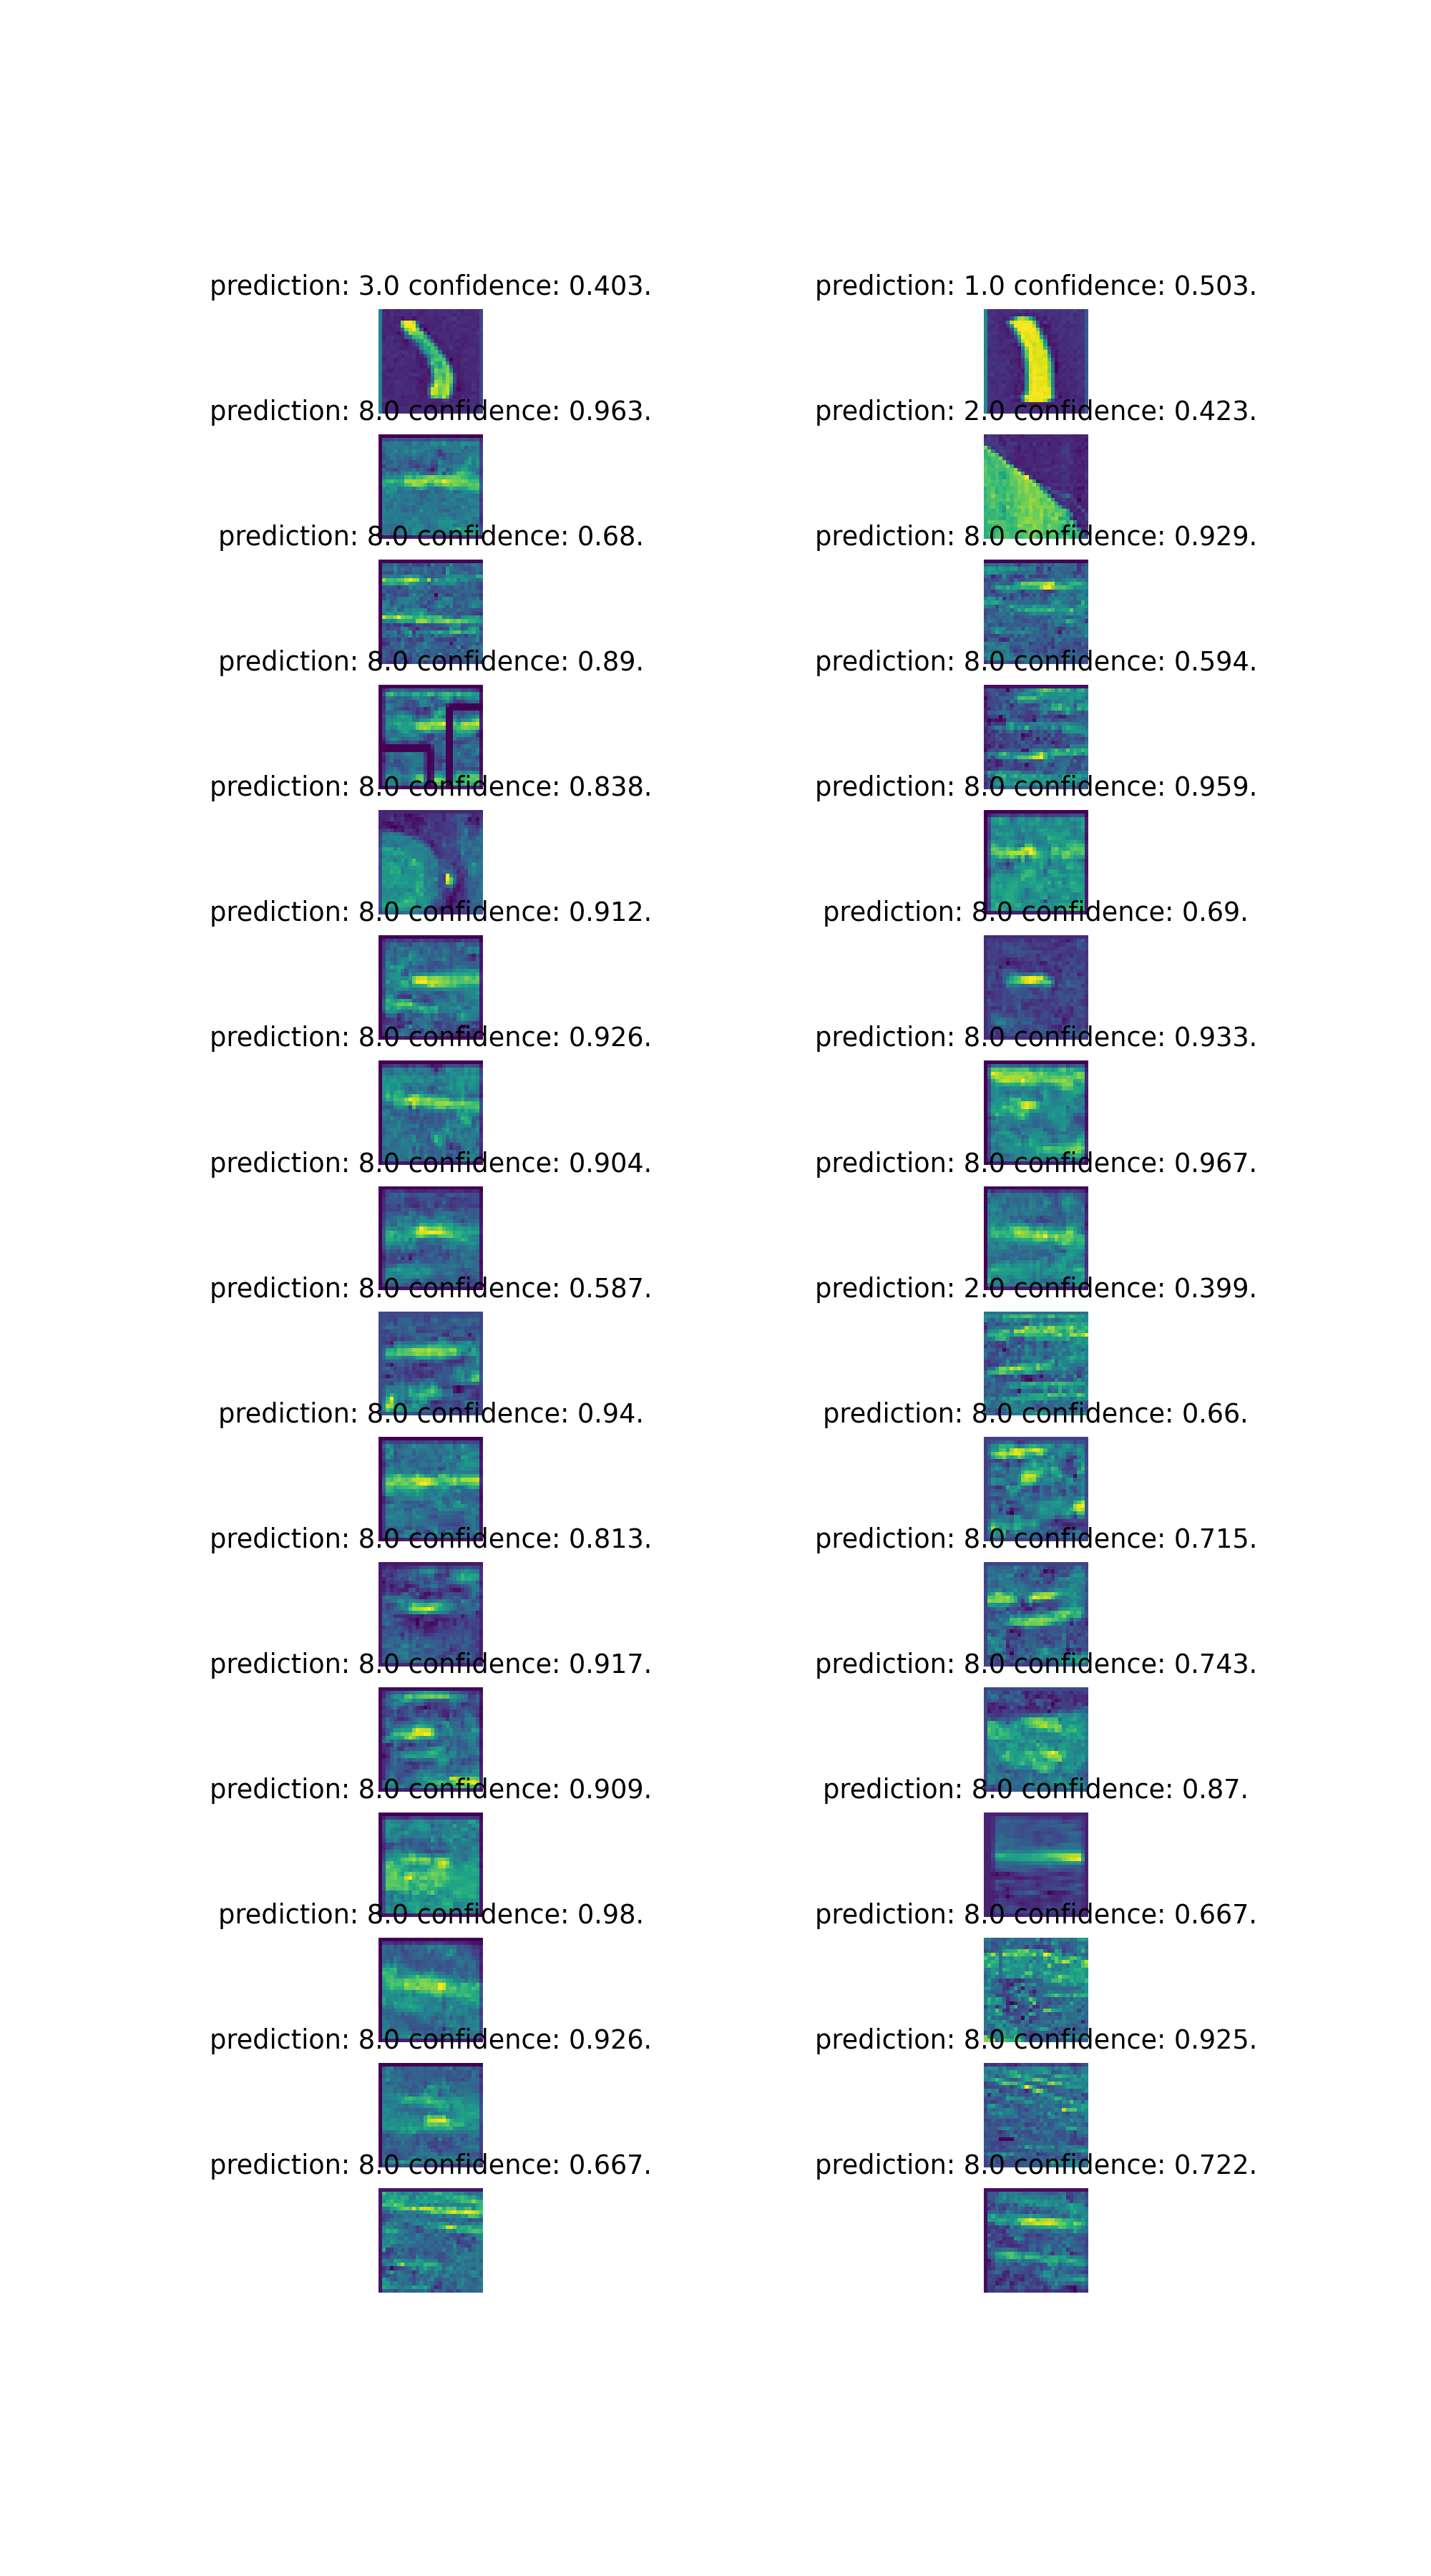 prediction: 3.0 confidence: 0.403. prediction: 1.0 confidence: 0.503.
prediction: 8.0 confidence: 0.963. prediction: 2.0 confidence: 0.423.
prediction: 8.0 confidence: 0.68. prediction: 8.0 confidence: 0.929.
prediction: 8.0 confidence: 0.89. prediction: 8.0 confidence: 0.594.
prediction: 8.0 confidence: 0.838. prediction: 8.0 confidence: 0.959.
prediction: 8.0 confidence: 0.912. prediction: 8.0 confidence: 0.69.
prediction: 8.0 confidence: 0.926. prediction: 8.0 confidence: 0.933.
prediction: 8.0 confidence: 0.904. prediction: 8.0 confidence: 0.967.
prediction: 8.0 confidence: 0.587. prediction: 2.0 confidence: 0.399.
prediction: 8.0 confidence: 0.94. prediction: 8.0 confidence: 0.66.
prediction: 8.0 confidence: 0.813. prediction: 8.0 confidence: 0.715.
prediction: 8.0 confidence: 0.917. prediction: 8.0 confidence: 0.743.
prediction: 8.0 confidence: 0.909. prediction: 8.0 confidence: 0.87.
prediction: 8.0 confidence: 0.98. prediction: 8.0 confidence: 0.667.
prediction: 8.0 confidence: 0.926. prediction: 8.0 confidence: 0.925.
prediction: 8.0 confidence: 0.667. prediction: 8.0 confidence: 0.722.